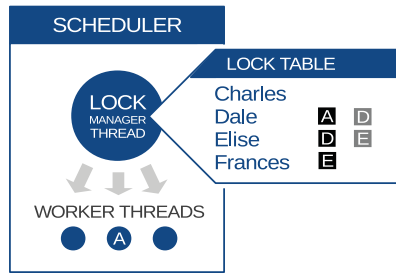 SCHEDULER
LOCK
MANAGER
THREAD
WORKER THREADS
A
LOCK TABLE
Charles
Dale A D
Elise D E
Frances E